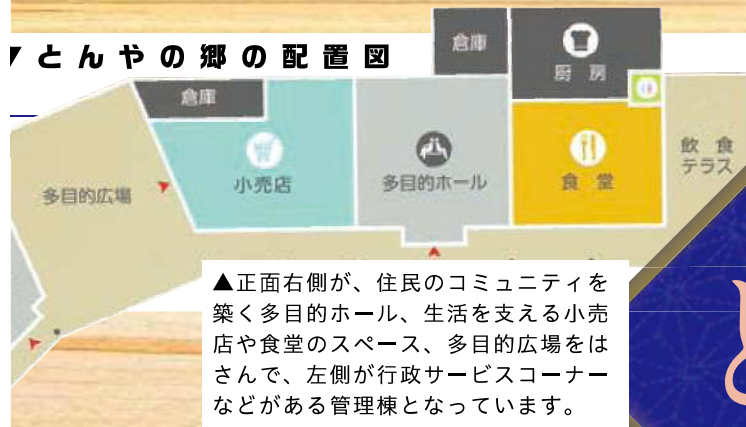 ▼とんやの郷の配置図
倉庫
厨房
倉庫
小売店
多目的ホール
食堂
飲食
テラス
多目的広場
▲正面右側が、住民のコミュニティを
築く多目的ホール、生活を支える小売
店や食堂のスペース、多目的広場をは
さんで、左側が行政サービスコーナー
などがある管理棟となっています。